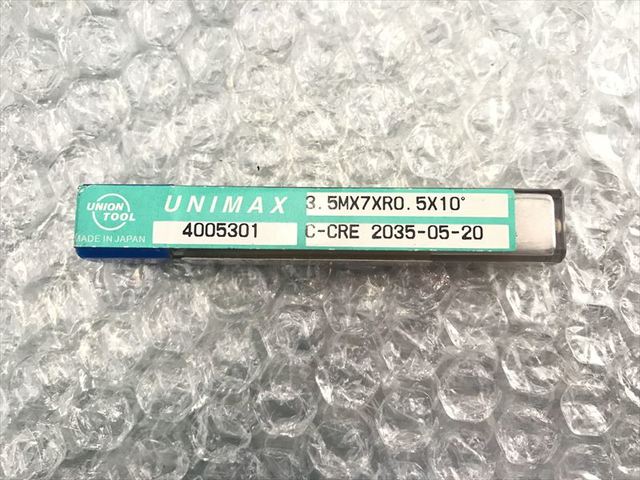 UNION
TOOL
MADE IN JAPAN
UNIMAX
3.5MX7XR0.5X10°
4005301
C-CRE 2035-05-20